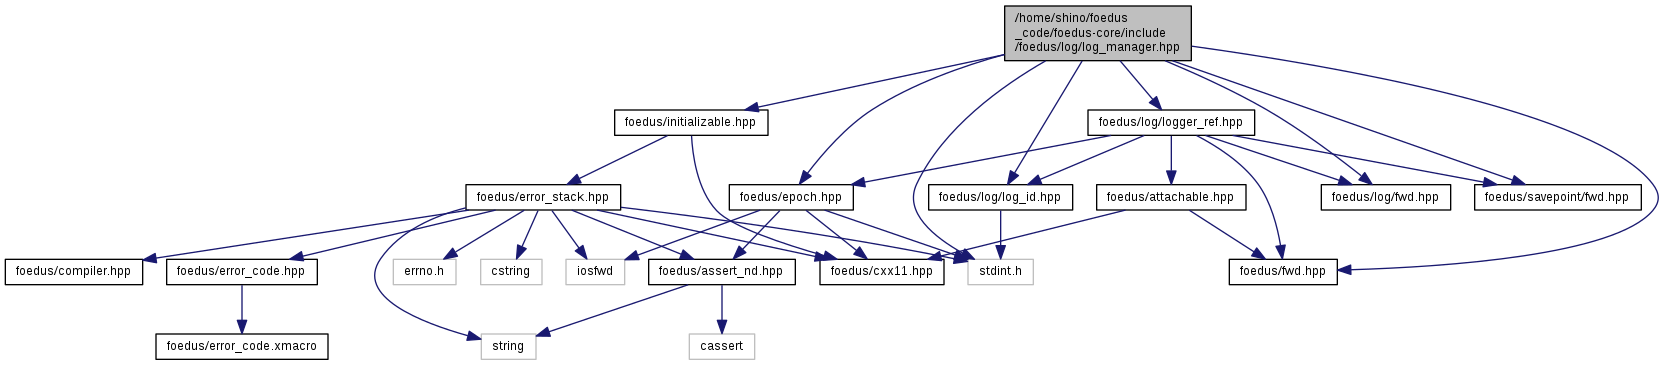 /home/shino/foedus
_code/foedus-core/include
/foedus/log/log_manager.hpp
foedus/initializable.hpp
foedus/log/logger_ref.hpp
foedus/error_stack.hpp
foedus/epoch.hpp
foedus/log/log_id.hpp
foedus/attachable.hpp
foedus/log/fwd.hpp
foedus/savepoint/fwd.hpp
foedus/compiler.hpp
foedus/error_code.hpp
errno.h
cstring
iosfwd
foedus/assert_nd.hpp
foedus/cxx11.hpp
stdint.h
foedus/fwd.hpp
foedus/error_code.xmacro
string
cassert